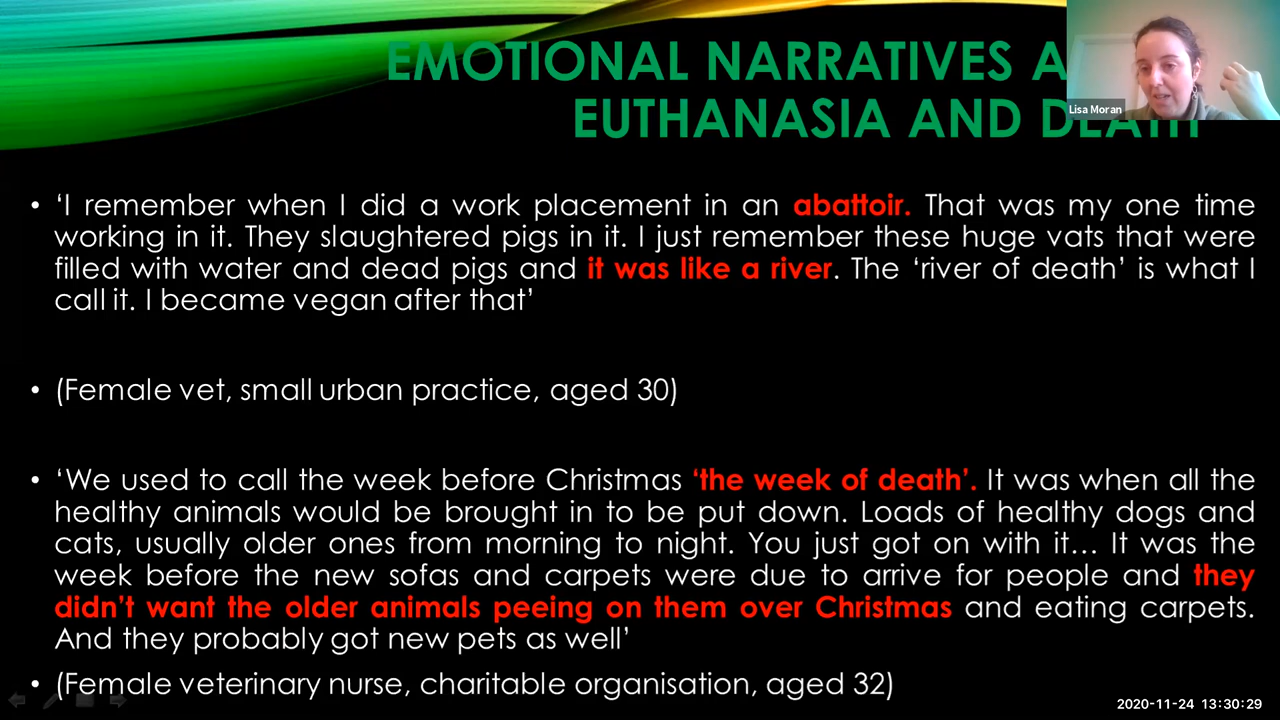 EMOTIONAL NARRATIVES
EUTHANASIA AND DEATH
Lisa Moran
• ‘I remember when I did a work placement in an abattoir. That was my one time
working in it. They slaughtered pigs in it. I just remember these huge vats that were
filled with water and dead pigs and it was like a river. The ‘river of death’ is what I
call it. I became vegan after that’
• (Female vet, small urban practice, aged 30)
• ‘We used to call the week before Christmas ‘the week of death’. It was when all the
healthy animals would be brought in to be put down. Loads of healthy dogs and
cats, usually older ones from morning to night. You just got on with it… It was the
week before the new sofas and carpets were due to arrive for people and they
didn’t want the older animals peeing on them over Christmas and eating carpets.
And they probably got new pets as well’
• (Female veterinary nurse, charitable organisation, aged 32)
2020-11-24 13:30:29